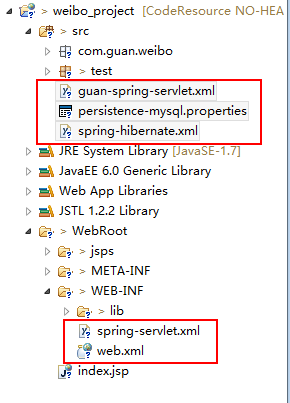 > weibo_project [CodeResource NO-HEA
> src
com.guan.weibo
> test
guan-spring-servlet.xml
persistence-mysql.properties
spring-hibernate.xml
JRE System Library [JavaSE-1.7]
JavaEE 6.0 Generic Library
Web App Libraries
JSTL 1.2.2 Library
> WebRoot
> jsps
> META-INF
> WEB-INF
> lib
spring-servlet.xml
web.xml
index.jsp